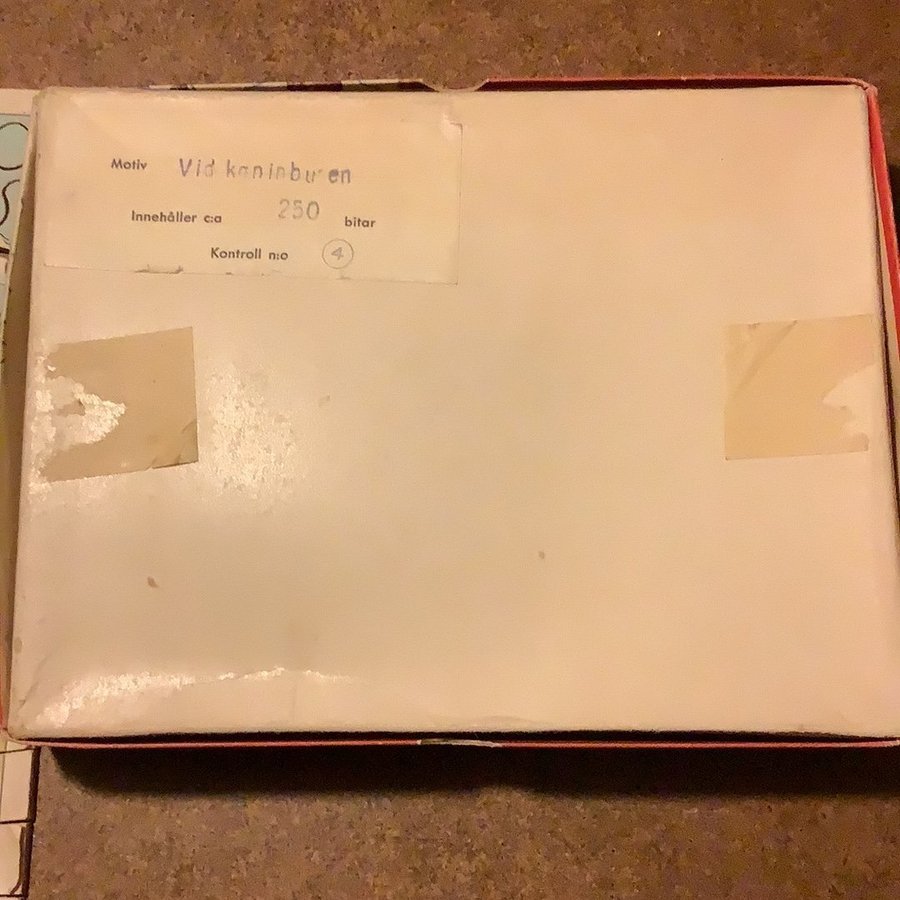 Motiv Vid kaninburen
Innehåller c:a 250 bitar
Kontroll n:o 4